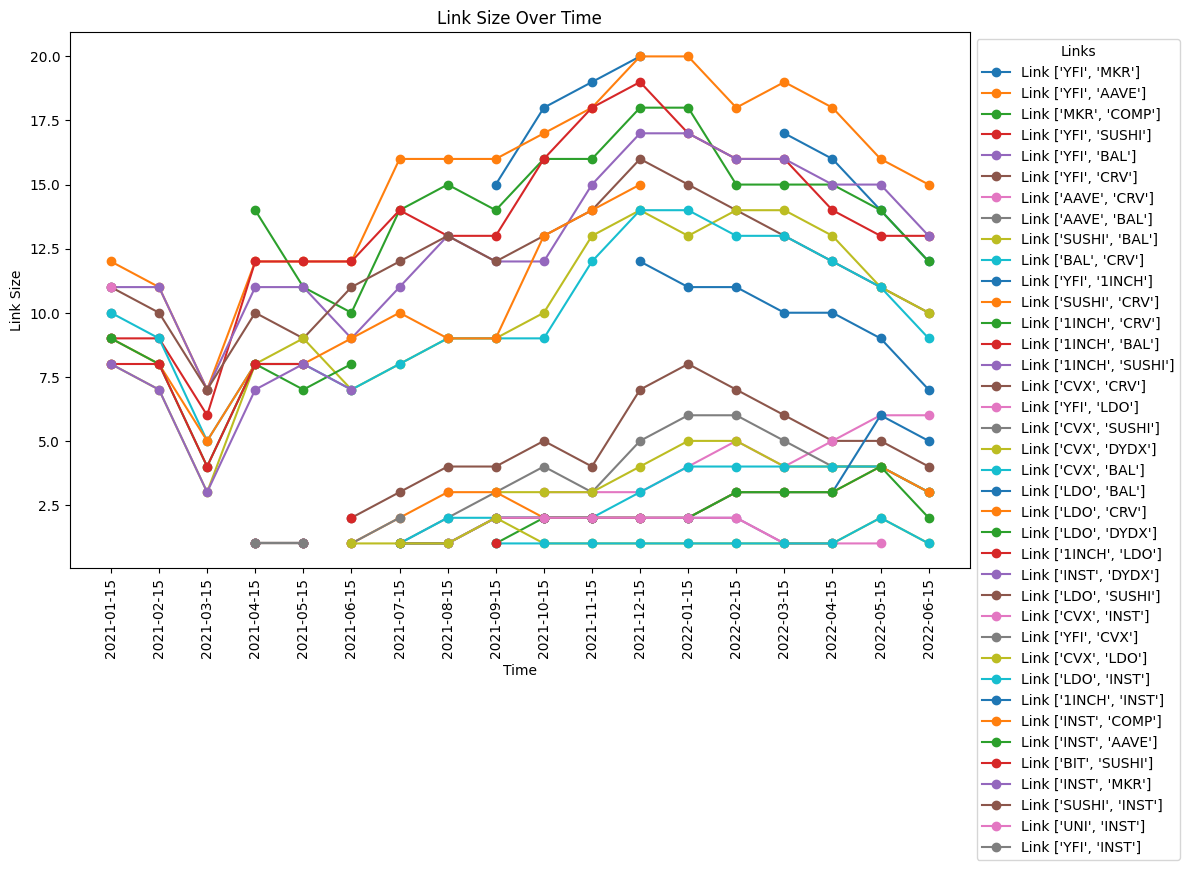 Link Size Over Time
Link Size
20.0
17.5
15.0
12.5
10.0
7.5
5.0
2.5
2021-01-15
2021-02-15
2021-03-15
2021-04-15
2021-05-15
2021-06-15
2021-07-15
2021-08-15
2021-09-15
2021-10-15
2021-11-15
2021-12-15
2022-01-15
2022-02-15
2022-03-15
2022-04-15
2022-05-15
2022-06-15
Time
Links
Link ['YFI', 'MKR']
Link ['YFI', 'AAVE']
Link ['MKR', 'COMP']
Link ['YFI', 'SUSHI']
Link ['YFI', 'BAL']
Link ['YFI', 'CRV']
Link ['AAVE', 'CRV']
Link ['AAVE', 'BAL']
Link ['SUSHI', 'BAL']
Link ['BAL', 'CRV']
Link ['YFI', '1INCH']
Link ['SUSHI', 'CRV']
Link ['1INCH', 'CRV']
Link ['1INCH', 'BAL']
Link ['1INCH', 'SUSHI']
Link ['CVX', 'CRV']
Link ['YFI', 'LDO']
Link ['CVX', 'SUSHI']
Link ['CVX', 'DYDX']
Link ['CVX', 'BAL']
Link ['LDO', 'BAL']
Link ['LDO', 'CRV']
Link ['LDO', 'DYDX']
Link ['1INCH', 'LDO']
Link ['INST', 'DYDX']
Link ['LDO', 'SUSHI']
Link ['CVX', 'INST']
Link ['YFI', 'CVX']
Link ['CVX', 'LDO']
Link ['LDO', 'INST']
Link ['1INCH', 'INST']
Link ['INST', 'COMP']
Link ['INST', 'AAVE']
Link ['BIT', 'SUSHI']
Link ['INST', 'MKR']
Link ['SUSHI', 'INST']
Link ['UNI', 'INST']
Link ['YFI', 'INST']